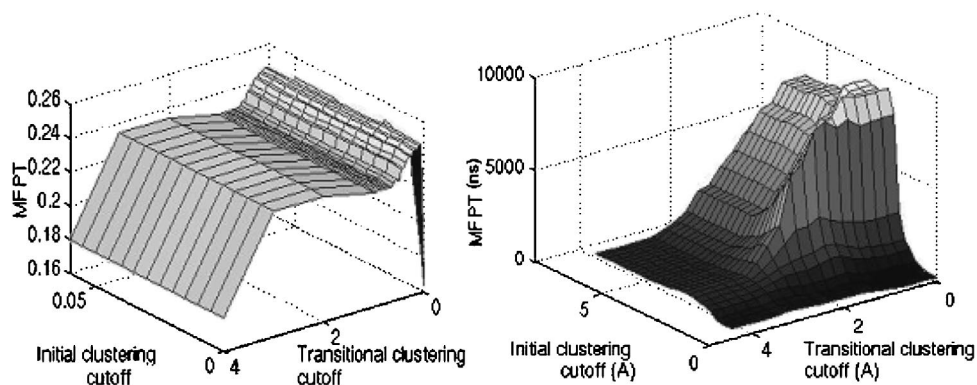 0.26
0.24
0.22
0.2
0.18
0.16
MFPT
0.05
0
4
2
0
Initial clustering
cutoff
Transitional clustering
cutoff
10000
5000
0
MFPT (ns)
5
0
4
2
0
Initial clustering
cutoff (Å)
Transitional clustering
cutoff (A)